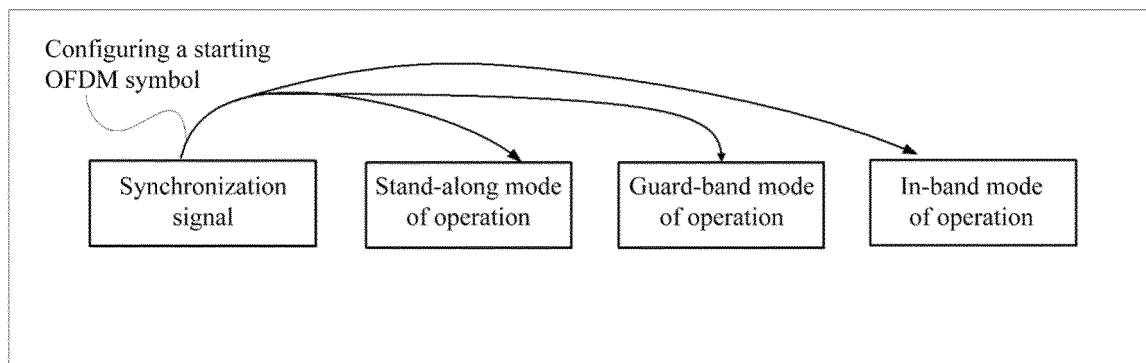 Configuring a starting
OFDM symbol
Synchronization
signal
Stand-along mode
of operation
Guard-band mode
of operation
In-band mode
of operation